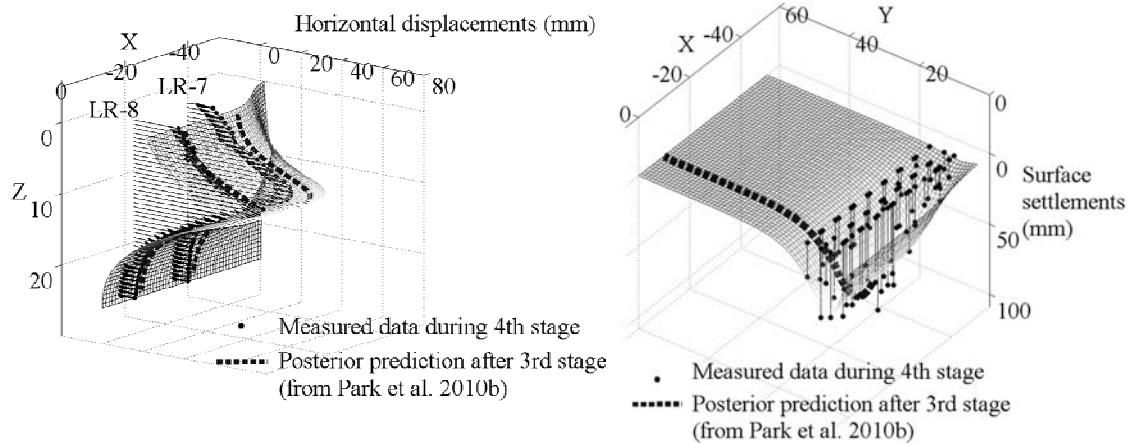 Horizontal displacements (mm)
X
-40
-20
0
0
20
40
60
80
LR-7
LR-8
0
Z
10
20
Measured data during 4th stage
Posterior prediction after 3rd stage
(from Park et al. 2010b)
60
Y
-40
X
40
-20
20
0
0
0
Surface
settlements
50
(mm)
100
Measured data during 4th stage
Posterior prediction after 3rd stage
(from Park et al. 2010b)